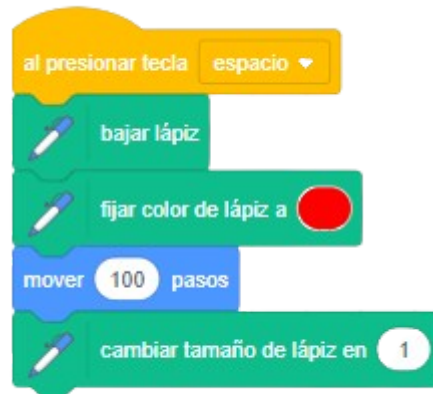 al presionar tecla espacio
bajar lápiz
fijar color de lápiz a
mover 100 pasos
cambiar tamaño de lápiz en 1